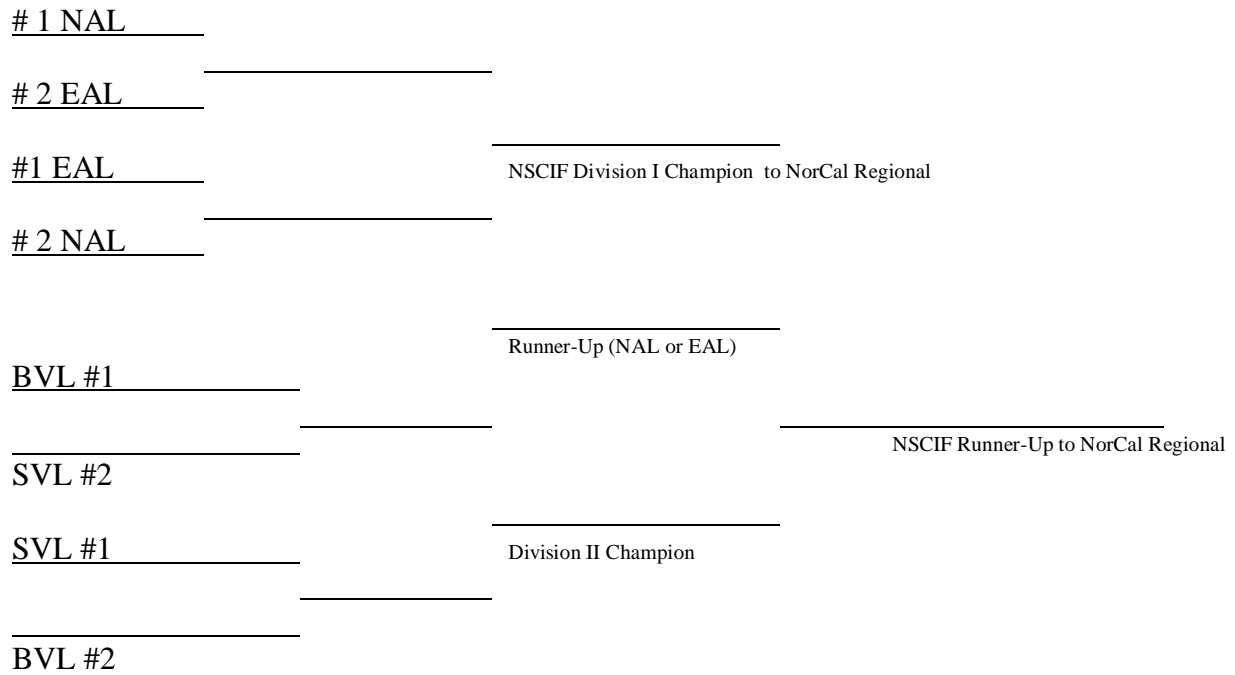 # 1 NAL
# 2 EAL
#1 EAL
NSCIF Division I Champion to NorCal Regional
# 2 NAL
Runner-Up (NAL or EAL)
BVL #1
NSCIF Runner-Up to NorCal Regional
SVL #2
SVL #1
Division II Champion
BVL #2